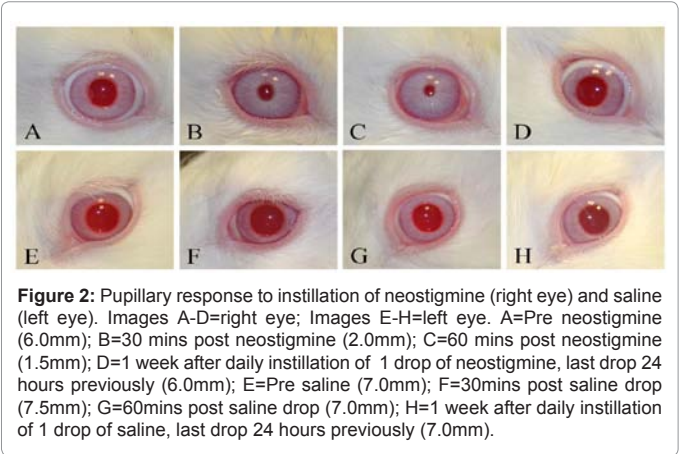 A B C D
E F G H
Figure 2: Pupillary response to instillation of neostigmine (right eye) and saline
(left eye). Images A-D=right eye; Images E-H=left eye. A=Pre neostigmine
(6.0mm); B=30 mins post neostigmine (2.0mm); C=60 mins post neostigmine
(1.5mm); D=1 week after daily instillation of 1 drop of neostigmine, last drop 24
hours previously (6.0mm); E=Pre saline (7.0mm); F=30mins post saline drop
(7.5mm); G=60mins post saline drop (7.0mm); H=1 week after daily instillation
of 1 drop of saline, last drop 24 hours previously (7.0mm).